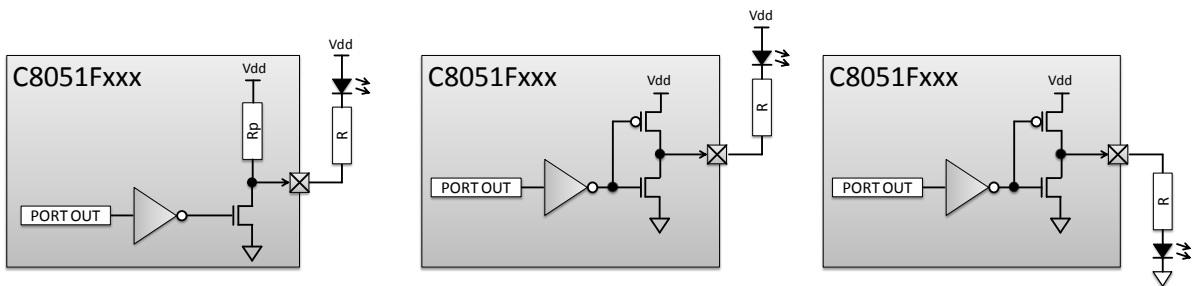 C8051Fxxx
Vdd
Rp
PORT OUT
Vdd
R
C8051Fxxx
Vdd
PORT OUT
Vdd
R
C8051Fxxx
Vdd
PORT OUT
R